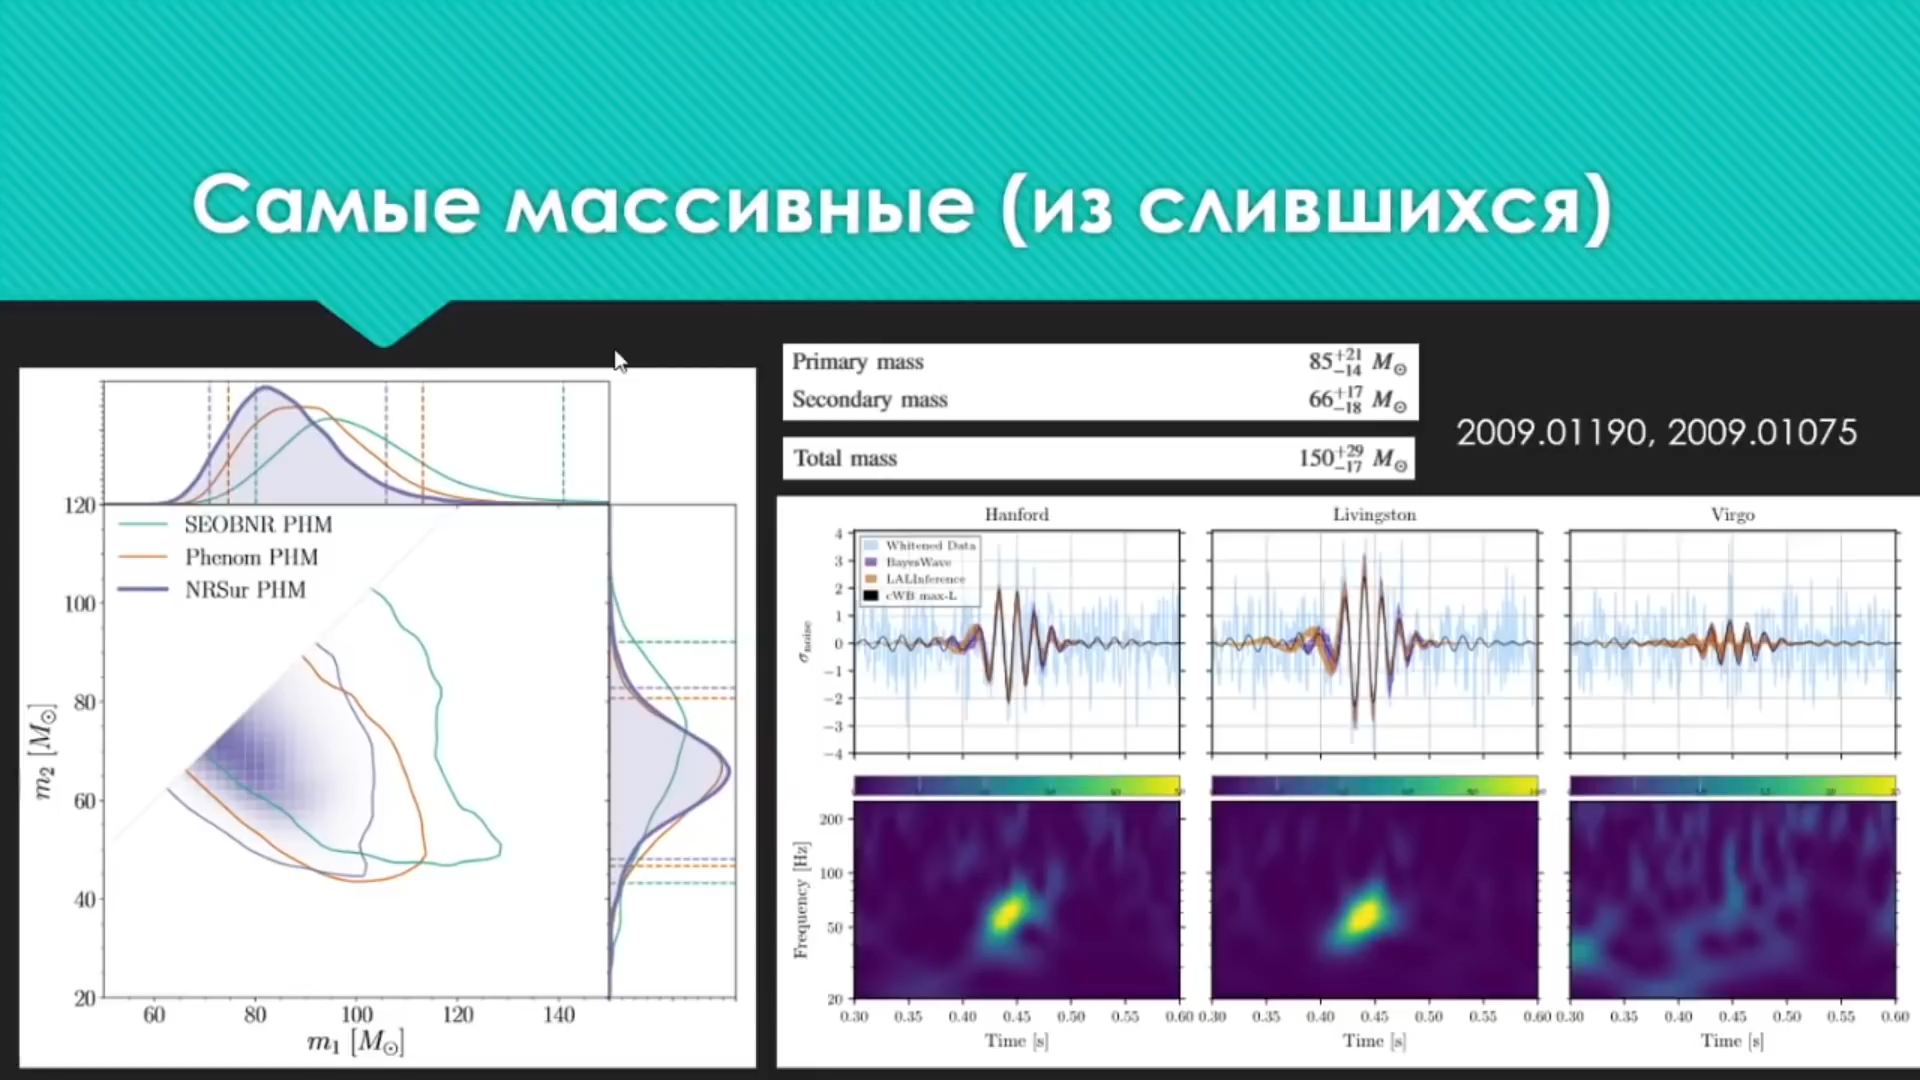 Самые массивные (из слившихся)
Primary mass 85+21−14 M⊙
Secondary mass 66+17−18 M⊙
Total mass 150+29−17 M⊙
2009.01190, 2009.01075
120
100
80
60
40
20
m2 [M⊙]
SEOBNR PHM
Phenom PHM
NRSur PHM
60 80 100 120 140
m1 [M⊙]
Hanford Livingston Virgo
4
3
2
1
0
−1
−2
−3
−4
σnoise
Whitened Data
BayesWave
LALInference
cWB max-L
200
100
50
20
Frequency [Hz]
0.30 0.35 0.40 0.45 0.50 0.55 0.60 0.30 0.35 0.40 0.45 0.50 0.55 0.60 0.30 0.35 0.40 0.45 0.50 0.55 0.60
Time [s] Time [s] Time [s]